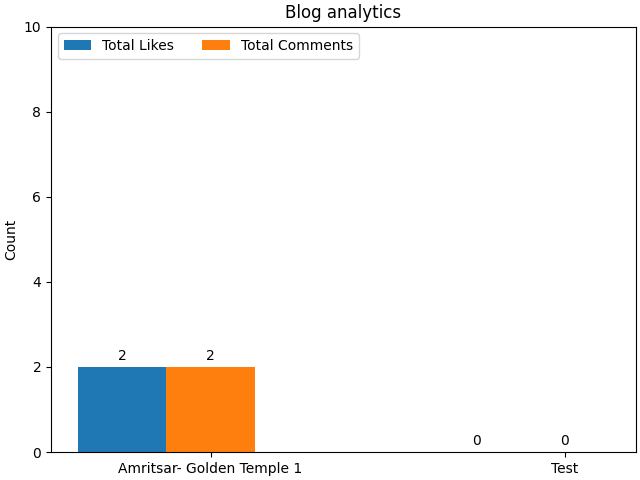 Blog analytics
Total Likes Total Comments
10
8
6
4
2
0
Count
2 2
0 0
Amritsar- Golden Temple 1 Test